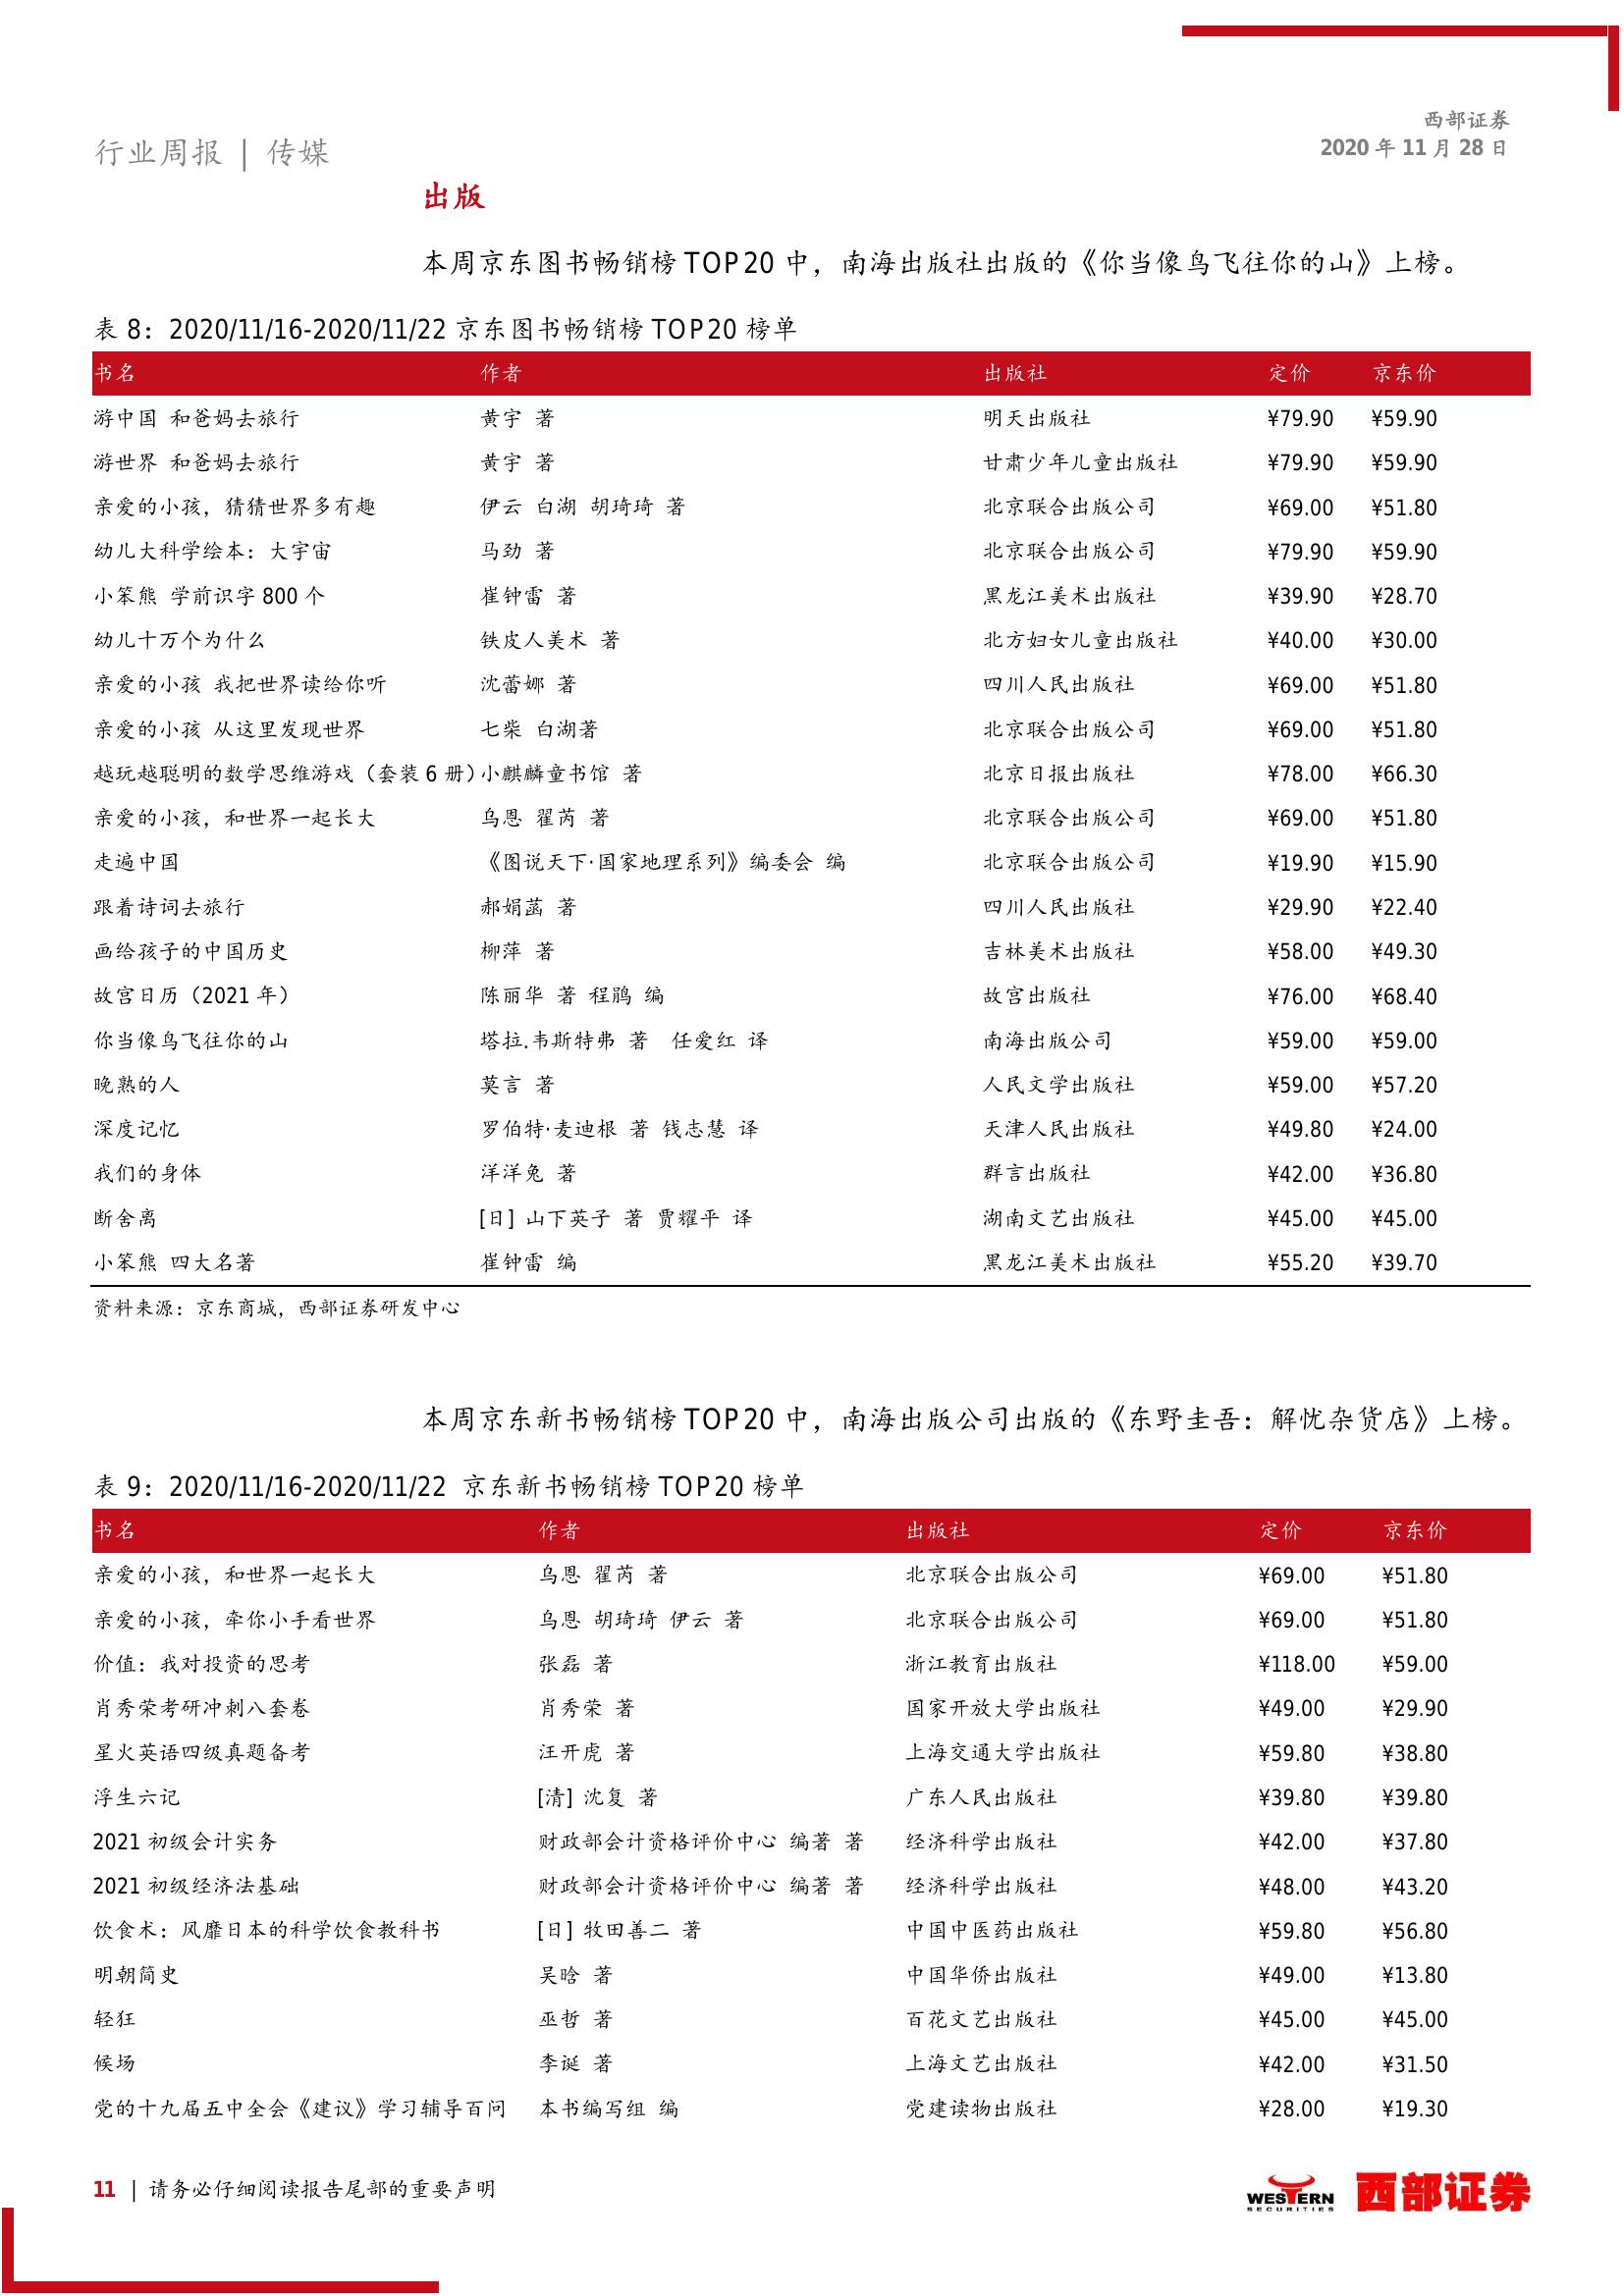 西部证券
行业周报 | 传媒
2020 年 11 月 28 日
出版
本周京东图书畅销榜 TOP20 中，南海出版社出版的《你当像鸟飞往你的山》上榜。
表 8：2020/11/16-2020/11/22 京东图书畅销榜 TOP20 榜单
书名 作者 出版社 定价 京东价
游中国 和爸妈去旅行 黄宇 著 明天出版社 ¥79.90 ¥59.90
游世界 和爸妈去旅行 黄宇 著 甘肃少年儿童出版社 ¥79.90 ¥59.90
亲爱的小孩，猜猜世界多有趣 伊云 白湖 胡琦琦 著 北京联合出版公司 ¥69.00 ¥51.80
幼儿大科学绘本：大宇宙 马劲 著 北京联合出版公司 ¥79.90 ¥59.90
小笨熊 学前识字 800 个 崔钟雷 著 黑龙江美术出版社 ¥39.90 ¥28.70
幼儿十万个为什么 铁皮人美术 著 北方妇女儿童出版社 ¥40.00 ¥30.00
亲爱的小孩 我把世界读给你听 沈蕾娜 著 四川人民出版社 ¥69.00 ¥51.80
亲爱的小孩 从这里发现世界 七柴 白湖著 北京联合出版公司 ¥69.00 ¥51.80
越玩越聪明的数学思维游戏（套装 6 册） 小麒麟童书馆 著 北京日报出版社 ¥78.00 ¥66.30
亲爱的小孩，和世界一起长大 乌恩 翟芮 著 北京联合出版公司 ¥69.00 ¥51.80
走遍中国 《图说天下·国家地理系列》编委会 编 北京联合出版公司 ¥19.90 ¥15.90
跟着诗词去旅行 郝娟菡 著 四川人民出版社 ¥29.90 ¥22.40
画给孩子的中国历史 柳萍 著 吉林美术出版社 ¥58.00 ¥49.30
故宫日历（2021 年） 陈丽华 著 程鹃 编 故宫出版社 ¥76.00 ¥68.40
你当像鸟飞往你的山 塔拉.韦斯特弗 著 任爱红 译 南海出版公司 ¥59.00 ¥59.00
晚熟的人 莫言 著 人民文学出版社 ¥59.00 ¥57.20
深度记忆 罗伯特·麦迪根 著 钱志慧 译 天津人民出版社 ¥49.80 ¥24.00
我们的身体 洋洋兔 著 群言出版社 ¥42.00 ¥36.80
断舍离 [日] 山下英子 著 贾耀平 译 湖南文艺出版社 ¥45.00 ¥45.00
小笨熊 四大名著 崔钟雷 编 黑龙江美术出版社 ¥55.20 ¥39.70
资料来源：京东商城，西部证券研发中心
本周京东新书畅销榜 TOP20 中，南海出版公司出版的《东野圭吾：解忧杂货店》上榜。
表 9：2020/11/16-2020/11/22 京东新书畅销榜 TOP20 榜单
书名 作者 出版社 定价 京东价
亲爱的小孩，和世界一起长大 乌恩 翟芮 著 北京联合出版公司 ¥69.00 ¥51.80
亲爱的小孩，牵你小手看世界 乌恩 胡琦琦 伊云 著 北京联合出版公司 ¥69.00 ¥51.80
价值：我对投资的思考 张磊 著 浙江教育出版社 ¥118.00 ¥59.00
肖秀荣考研冲刺八套卷 肖秀荣 著 国家开放大学出版社 ¥49.00 ¥29.90
星火英语四级真题备考 汪开虎 著 上海交通大学出版社 ¥59.80 ¥38.80
浮生六记 [清] 沈复 著 广东人民出版社 ¥39.80 ¥39.80
2021 初级会计实务 财政部会计资格评价中心 编著 著 经济科学出版社 ¥42.00 ¥37.80
2021 初级经济法基础 财政部会计资格评价中心 编著 著 经济科学出版社 ¥48.00 ¥43.20
饮食术：风靡日本的科学饮食教科书 [日] 牧田善二 著 中国中医药出版社 ¥59.80 ¥56.80
明朝简史 吴晗 著 中国华侨出版社 ¥49.00 ¥13.80
轻狂 巫哲 著 百花文艺出版社 ¥45.00 ¥45.00
候场 李诞 著 上海文艺出版社 ¥42.00 ¥31.50
党的十九届五中全会《建议》学习辅导百问 本书编写组 编 党建读物出版社 ¥28.00 ¥19.30
11 | 请务必仔细阅读报告尾部的重要声明
WESTERN
SECURITIES
西部证券